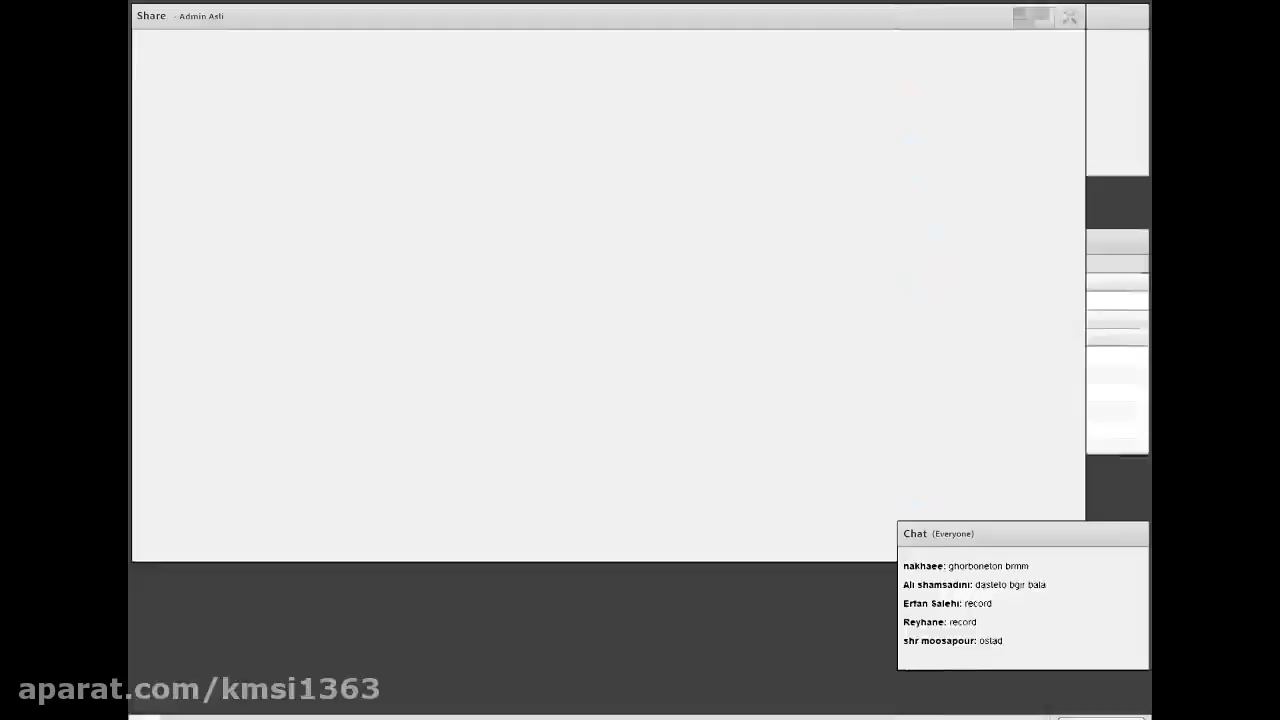 Share - Admin Asli
Chat (Everyone)
nakhaee: ghorboneton brmm
Ali shamsadini: dasteto bgir bala
Erfan Salehi: record
Reyhane: record
shr moosapour: ostad
aparat.com/kmsi1363